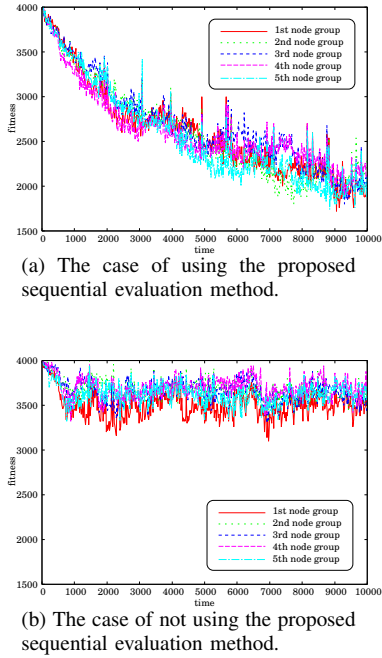 4000
3500
3000
2500
2000
1500
fitness
1st node group
2nd node group
3rd node group
4th node group
5th node group
0 1000 2000 3000 4000 5000 6000 7000 8000 9000 10000
time
(a) The case of using the proposed
sequential evaluation method.
4000
3500
3000
2500
2000
1500
fitness
1st node group
2nd node group
3rd node group
4th node group
5th node group
0 1000 2000 3000 4000 5000 6000 7000 8000 9000 10000
time
(b) The case of not using the proposed
sequential evaluation method.